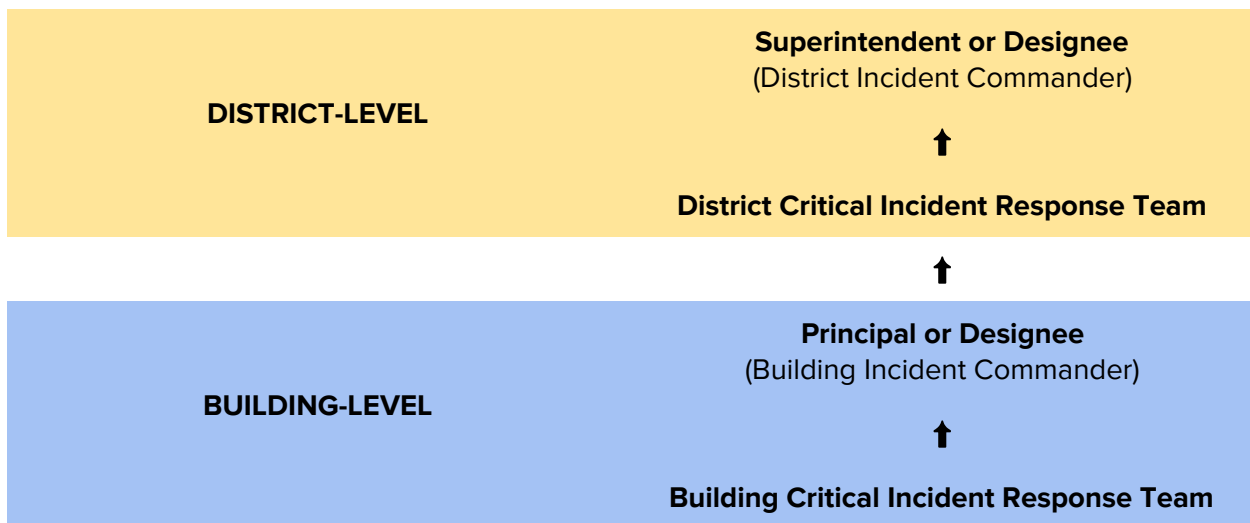 DISTRICT-LEVEL
Superintendent or Designee
(District Incident Commander)
District Critical Incident Response Team
BUILDING-LEVEL
Principal or Designee
(Building Incident Commander)
Building Critical Incident Response Team